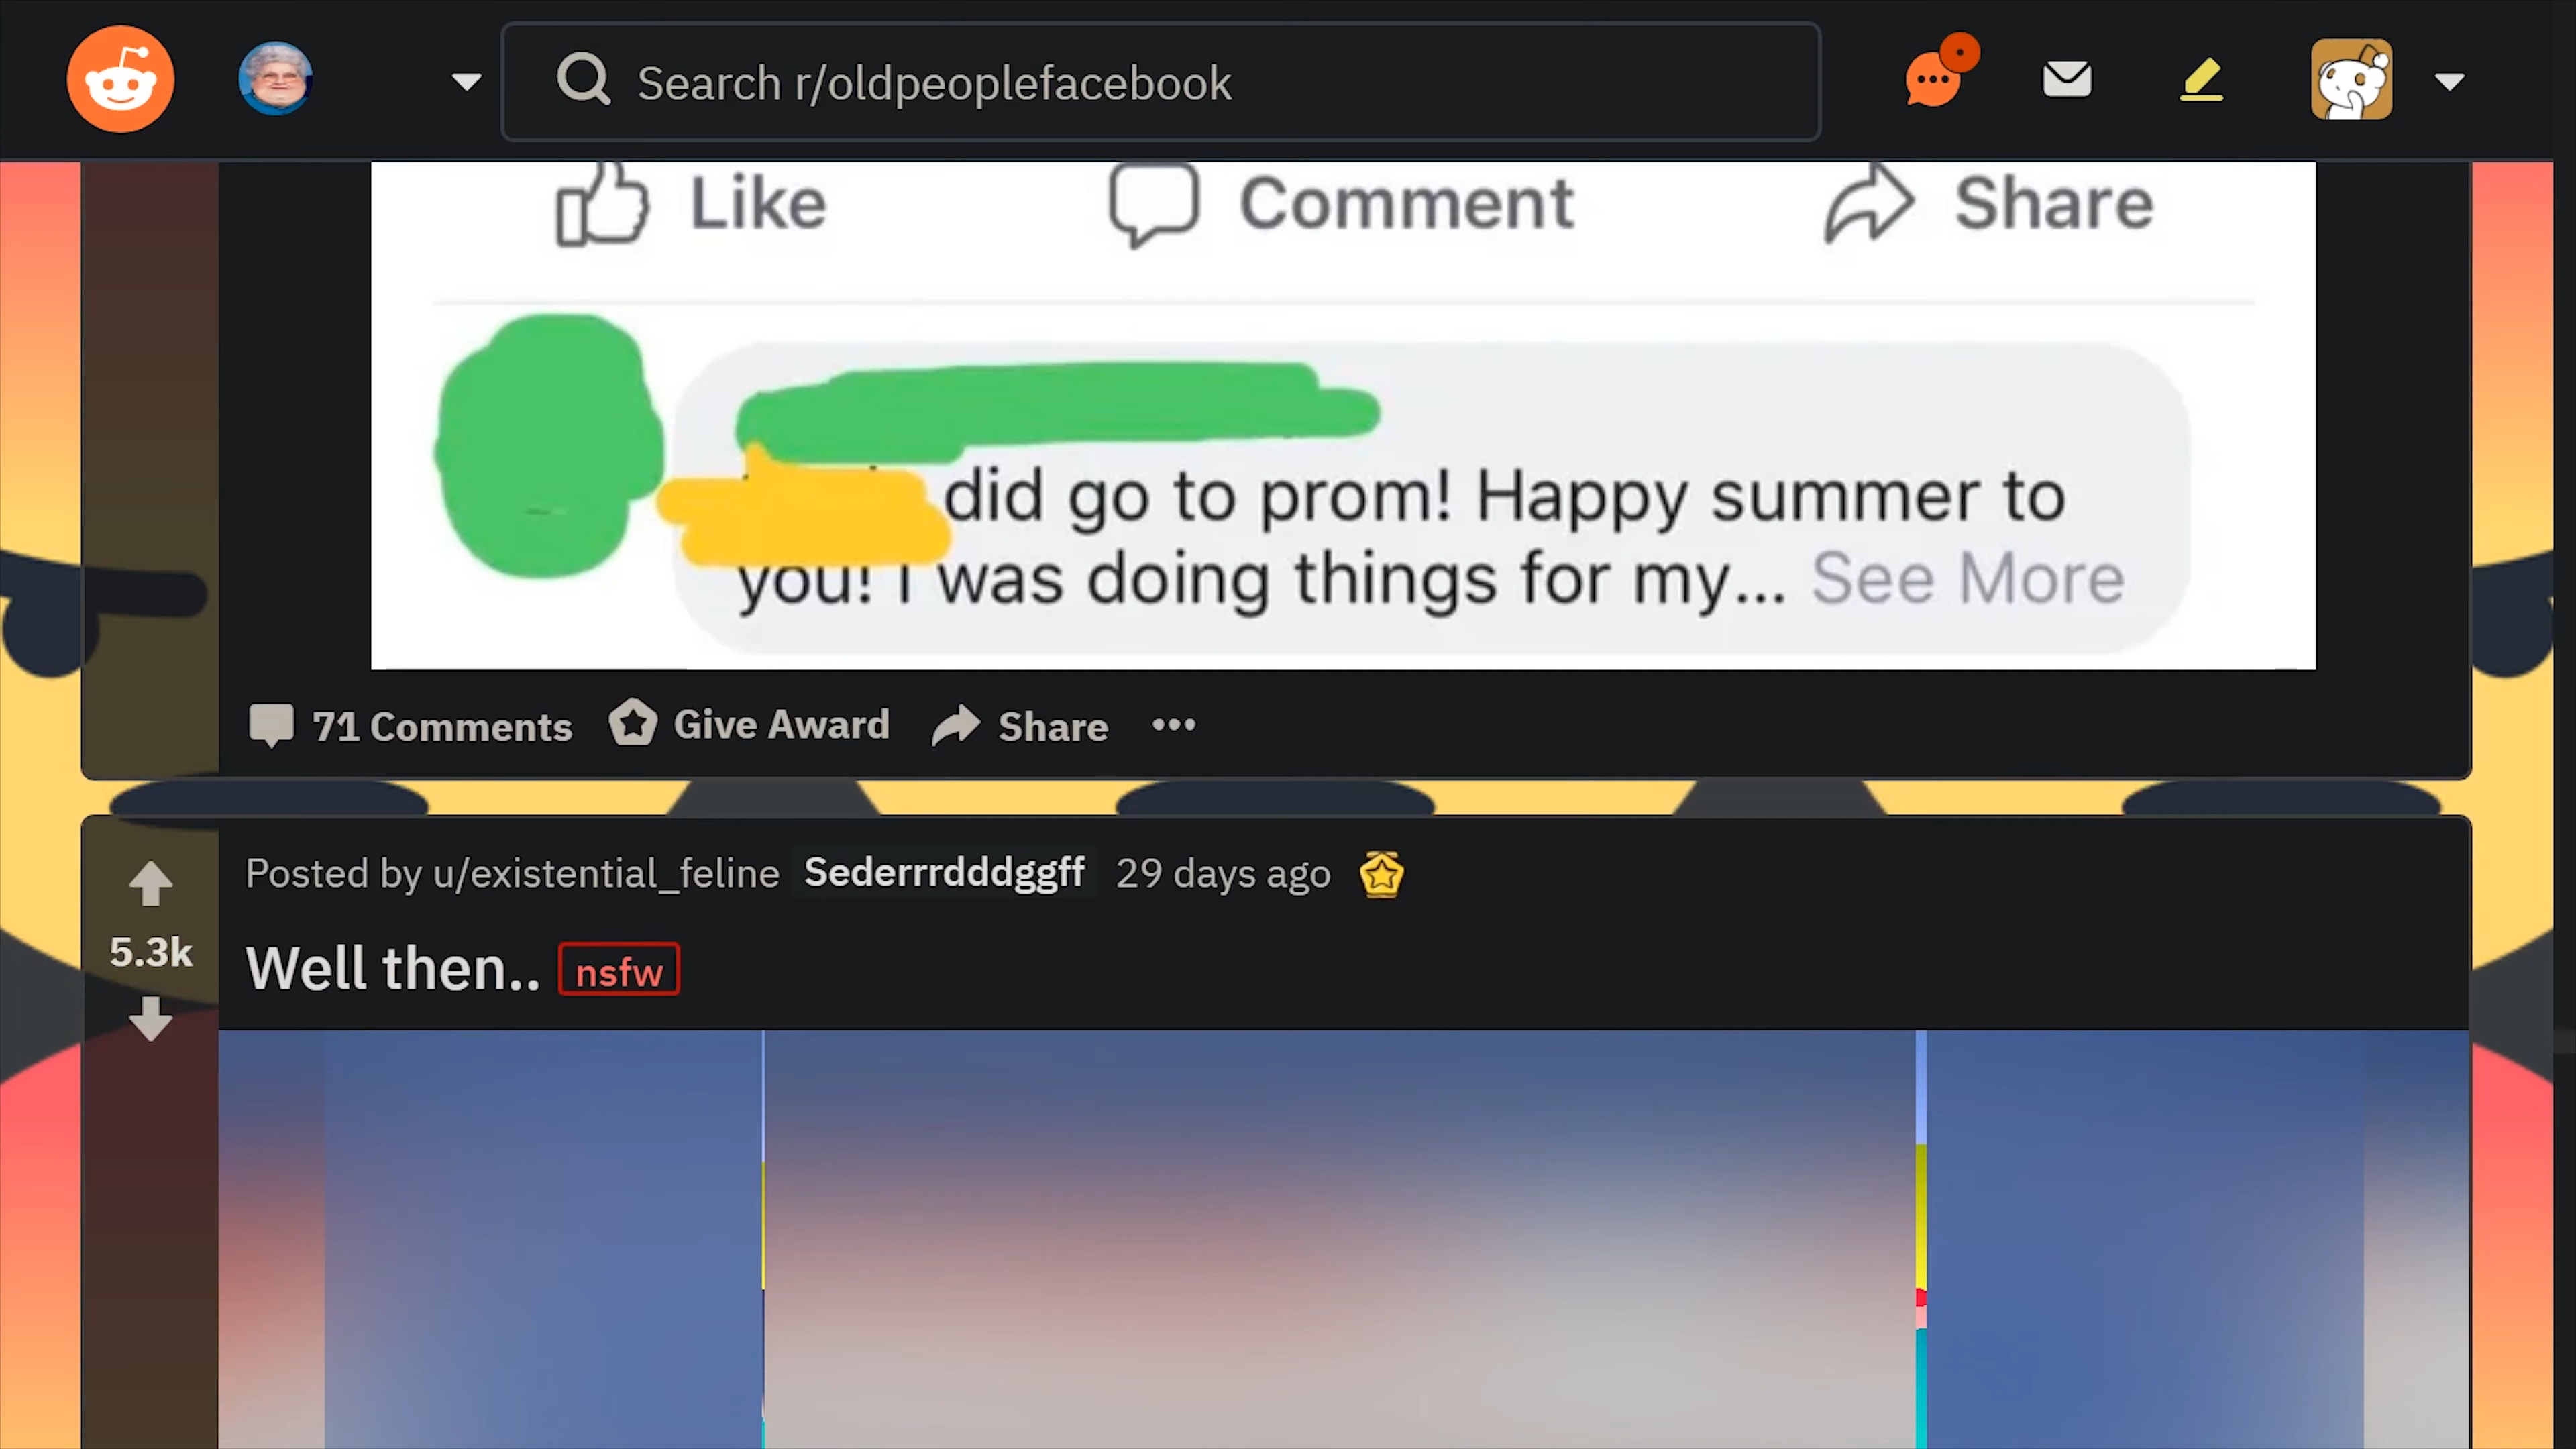 Search r/oldpeoplefacebook
Like Comment Share
did go to prom! Happy summer to
you! I was doing things for my... See More
71 Comments Give Award Share
Posted by u/existential_feline Sederrrdddggff 29 days ago
5.3k
Well then.. nsfw